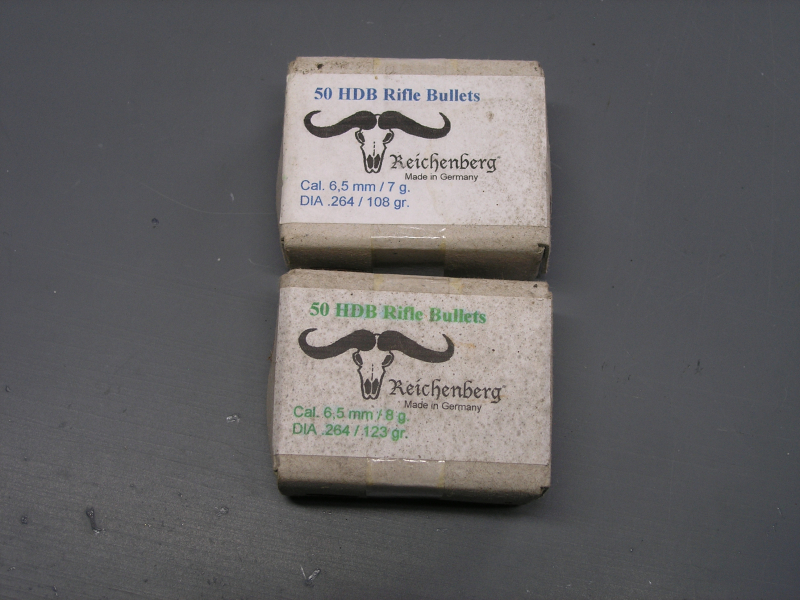 50 HDB Rifle Bullets
Reichenberg
Made in Germany
Cal. 6,5 mm / 7 g.
DIA .264 / 108 gr.
50 HDB Rifle Bullets
Reichenberg
Made in Germany
Cal. 6,5 mm / 8 g.
DIA .264 / 123 gr.